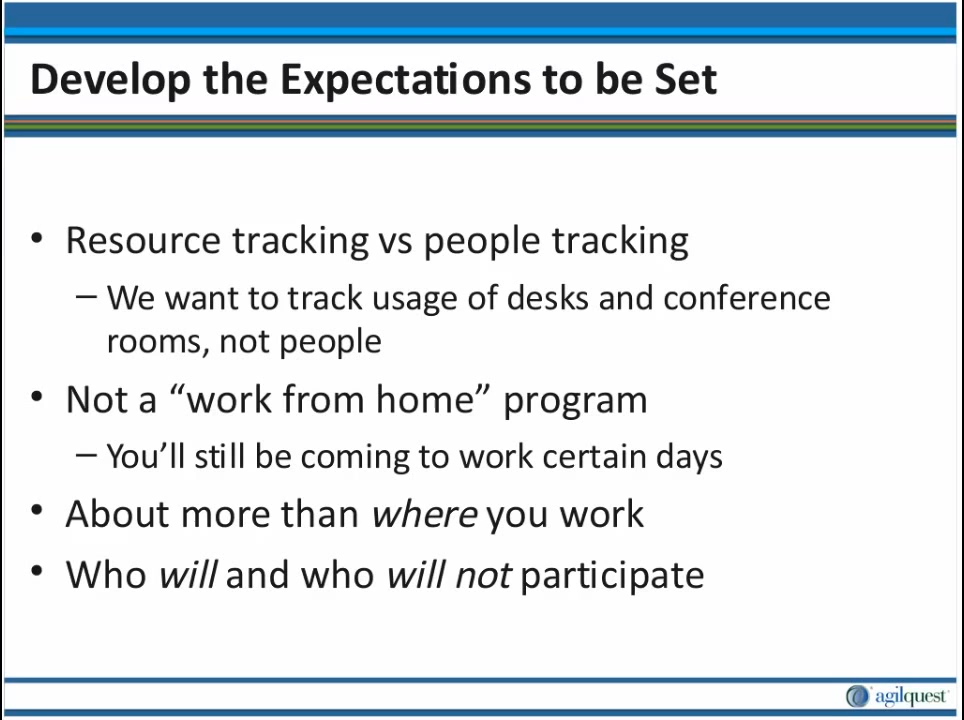 Develop the Expectations to be Set
• Resource tracking vs people tracking
– We want to track usage of desks and conference
rooms, not people
• Not a “work from home” program
– You’ll still be coming to work certain days
• About more than where you work
• Who will and who will not participate
agilquest